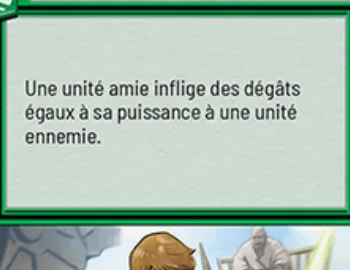 Une unité amie inflige des dégâts
égaux à sa puissance à une unité
ennemie.